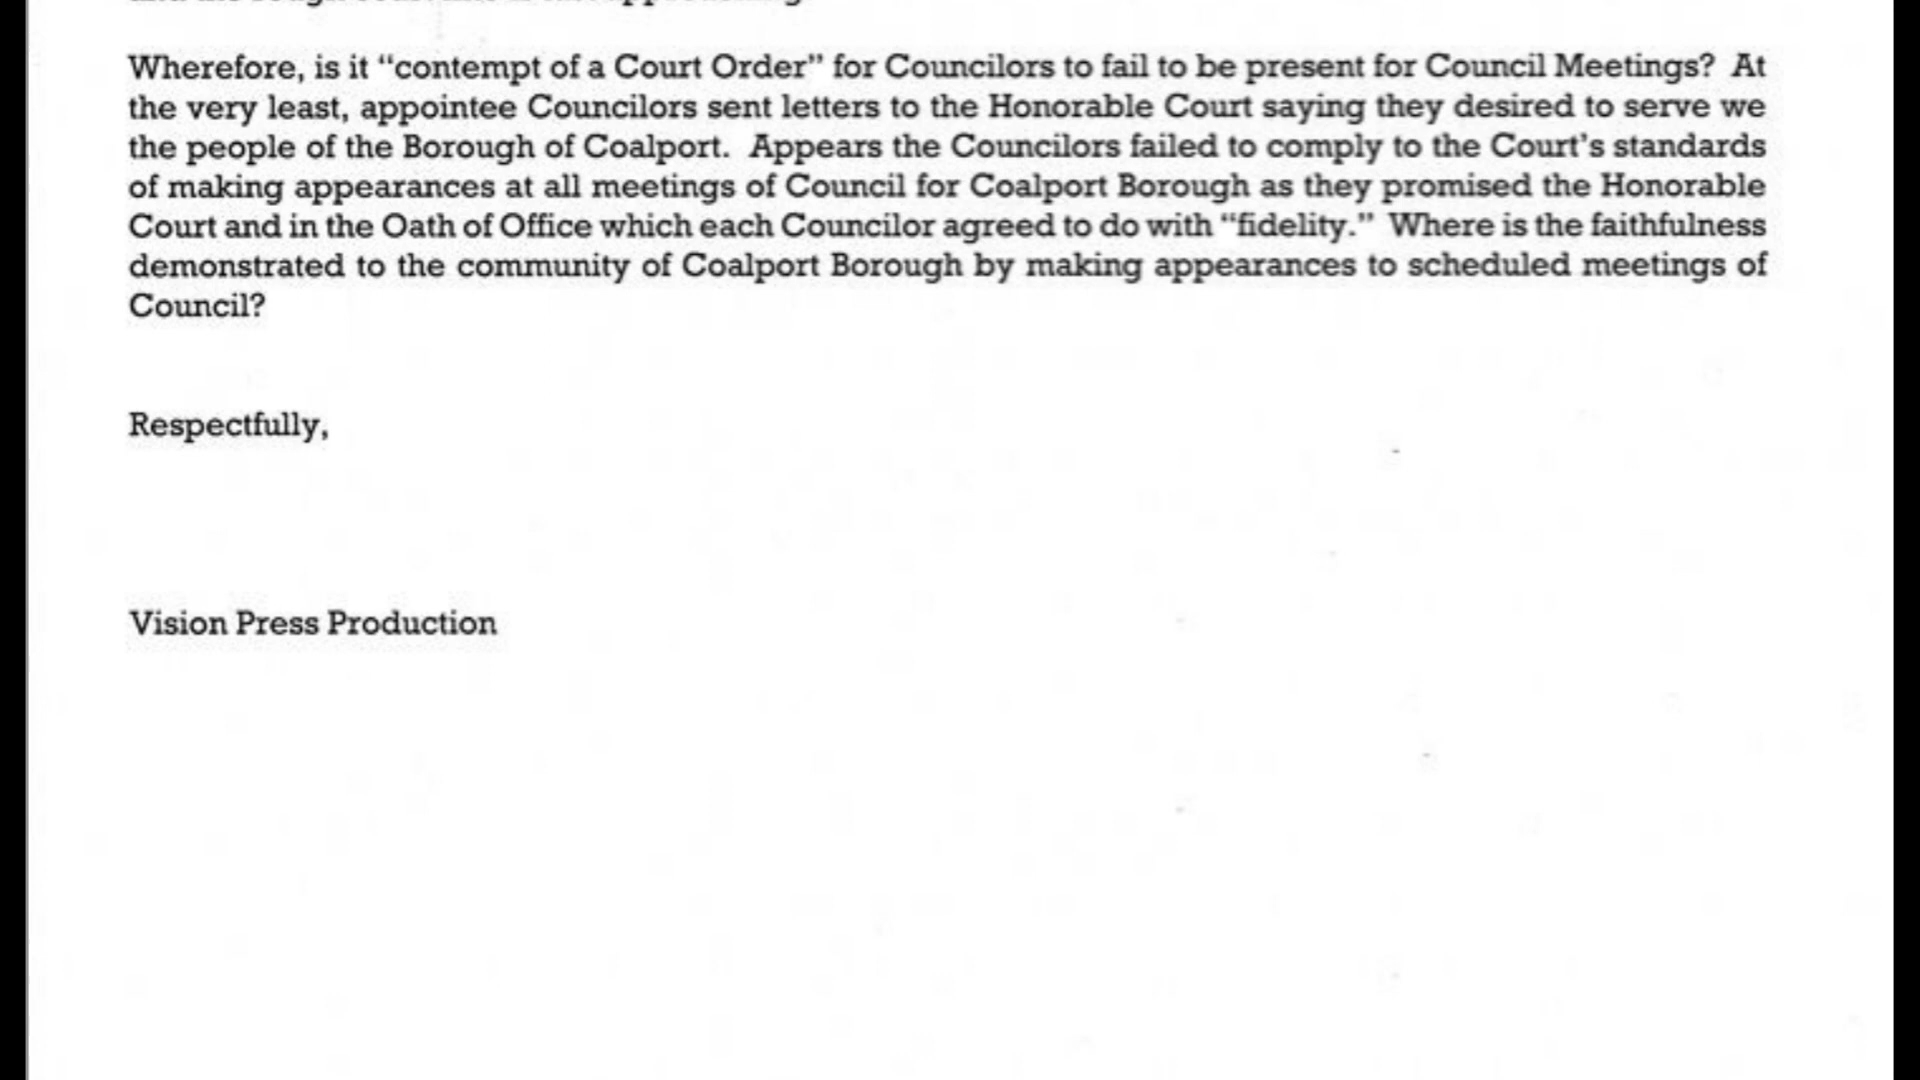 Wherefore, is it “contempt of a Court Order” for Councilors to fail to be present for Council Meetings? At
the very least, appointee Councilors sent letters to the Honorable Court saying they desired to serve we
the people of the Borough of Coalport. Appears the Councilors failed to comply to the Court’s standards
of making appearances at all meetings of Council for Coalport Borough as they promised the Honorable
Court and in the Oath of Office which each Councilor agreed to do with “fidelity.” Where is the faithfulness
demonstrated to the community of Coalport Borough by making appearances to scheduled meetings of
Council?
Respectfully,
Vision Press Production